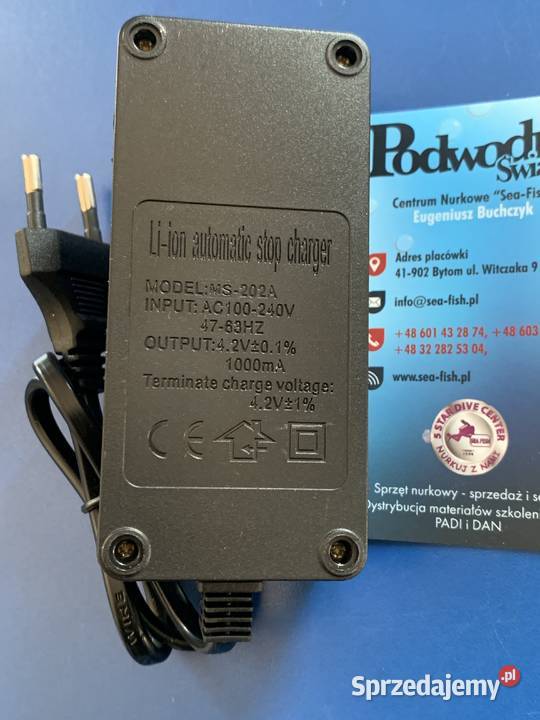 Li-ion automatic stop charger
MODEL:MS-202A
INPUT: AC100-240V
47-63HZ
OUTPUT:4.2V±0.1%
1000mA
Terminate charge voltage:
4.2V±1%
CE
Centrum Nurkowe "Sea-Fis
Eugeniusz Buchczyk
Adres placówki
41-902 Bytom ul. Witczaka 9
info@sea-fish.pl
+48 601 43 28 74, +48 603
+48 32 282 53 04,
www.sea-fish.pl
5 STAR DIVE CENTER
SEA-FISH
NURKUJ Z NAMI
Sprzęt nurkowy - sprzedaż i se
Dystrybucja materiałów szkolen
PADI i DAN
Sprzedajemy.pl